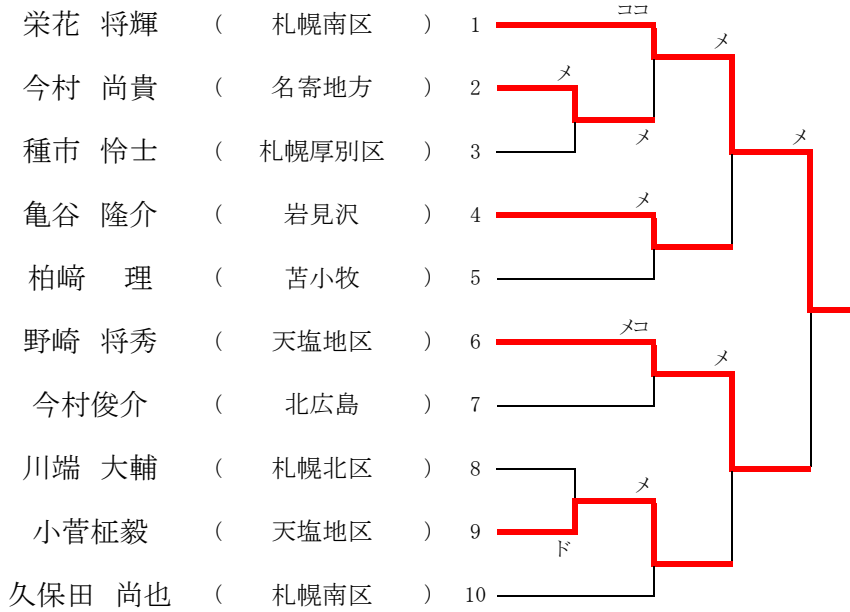 ココ
栄花 将輝 ( 札幌南区 ) 1
メ
メ
今村 尚貴 ( 名寄地方 ) 2
メ
メ
種市 怜士 ( 札幌厚別区 ) 3
メ
亀谷 隆介 ( 岩見沢 ) 4
柏﨑 理 ( 苫小牧 ) 5
メコ
野崎 将秀 ( 天塩地区 ) 6
メ
今村俊介 ( 北広島 ) 7
川端 大輔 ( 札幌北区 ) 8
メ
小菅柾毅 ( 天塩地区 ) 9
ド
久保田 尚也 ( 札幌南区 ) 10